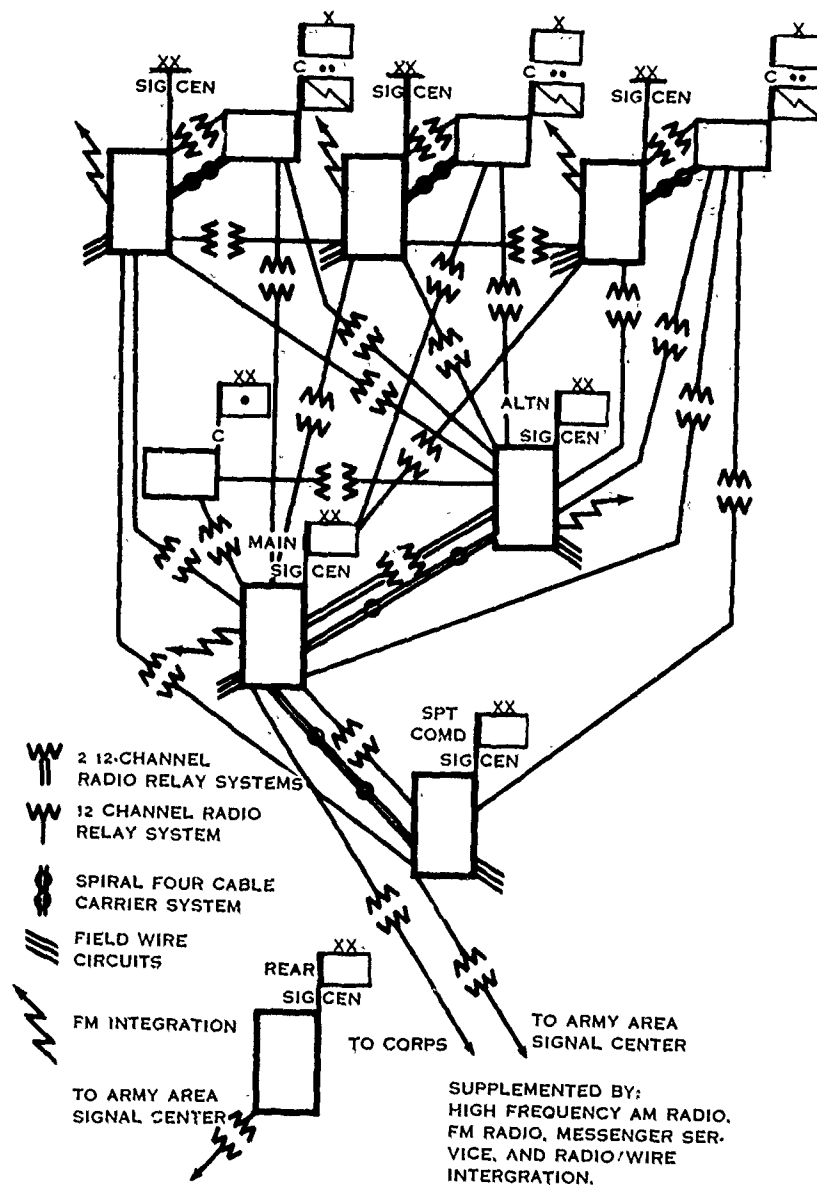 X
X
X
XX
C ••
XX
C ••
XX
C ••
SIG CEN
SIG CEN
SIG CEN
XX
C
XX
ALTN
SIG CEN
XX
MAIN
SIG CEN
XX
SPT
COMD
SIG CEN
2 12-CHANNEL
RADIO RELAY SYSTEMS
12 CHANNEL RADIO
RELAY SYSTEM
SPIRAL FOUR CABLE
CARRIER SYSTEM
FIELD WIRE
CIRCUITS
FM INTEGRATION
XX
REAR
SIG CEN
TO ARMY AREA
SIGNAL CENTER
TO CORPS
TO ARMY AREA
SIGNAL CENTER
SUPPLEMENTED BY:
HIGH FREQUENCY AM RADIO,
FM RADIO, MESSENGER SER-
VICE, AND RADIO/WIRE
INTERGRATION.